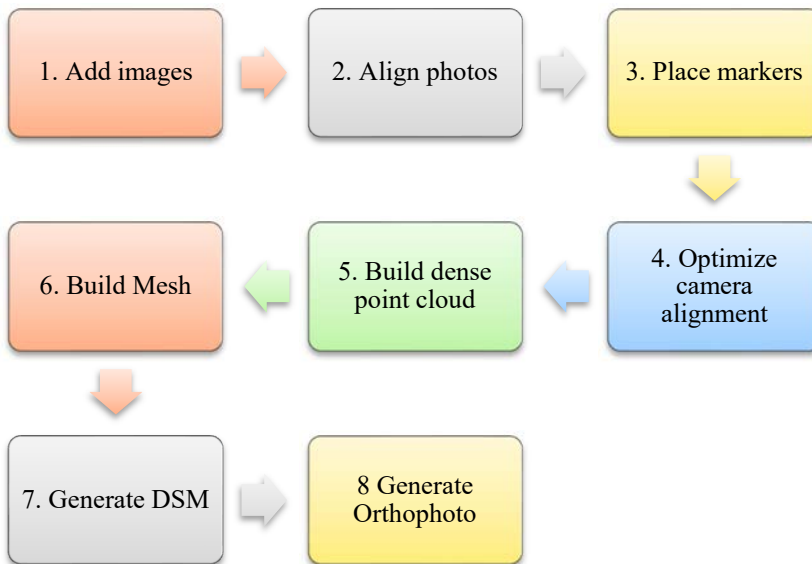 1. Add images
2. Align photos
3. Place markers
4. Optimize
camera
alignment
5. Build dense
point cloud
6. Build Mesh
7. Generate DSM
8 Generate
Orthophoto